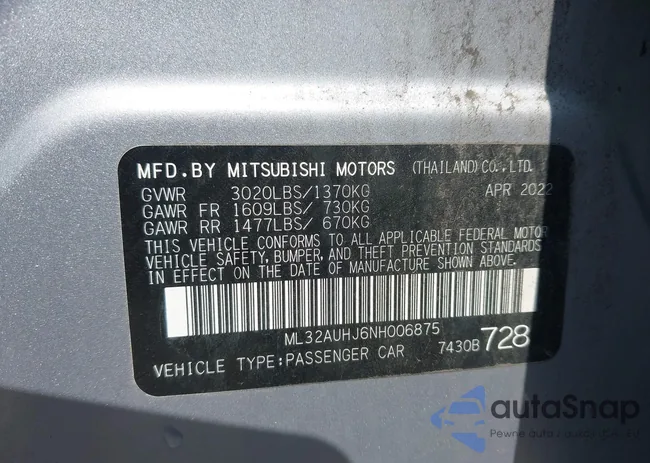 MFD. BY MITSUBISHI MOTORS (THAILAND) CO., LTD.
GVWR 3020LBS/1370KG APR 2022
GAWR FR 1609LBS/ 730KG
GAWR RR 1477LBS/ 670KG
THIS VEHICLE CONFORMS TO ALL APPLICABLE FEDERAL MOTOR
VEHICLE SAFETY, BUMPER, AND THEFT PREVENTION STANDARDS
IN EFFECT ON THE DATE OF MANUFACTURE SHOWN ABOVE.
ML32AUHJ6NH006875
VEHICLE TYPE:PASSENGER CAR 7430B 728
autoSnap
Pewne auto